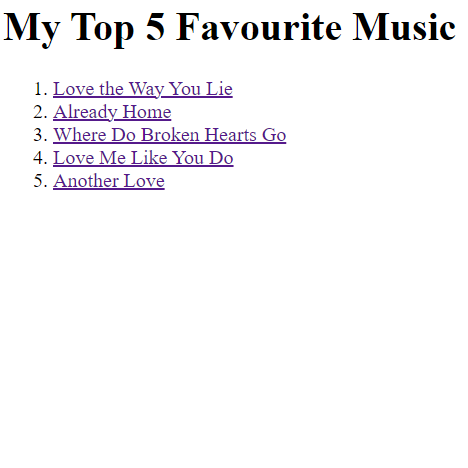 My Top 5 Favourite Music
1. Love the Way You Lie
2. Already Home
3. Where Do Broken Hearts Go
4. Love Me Like You Do
5. Another Love